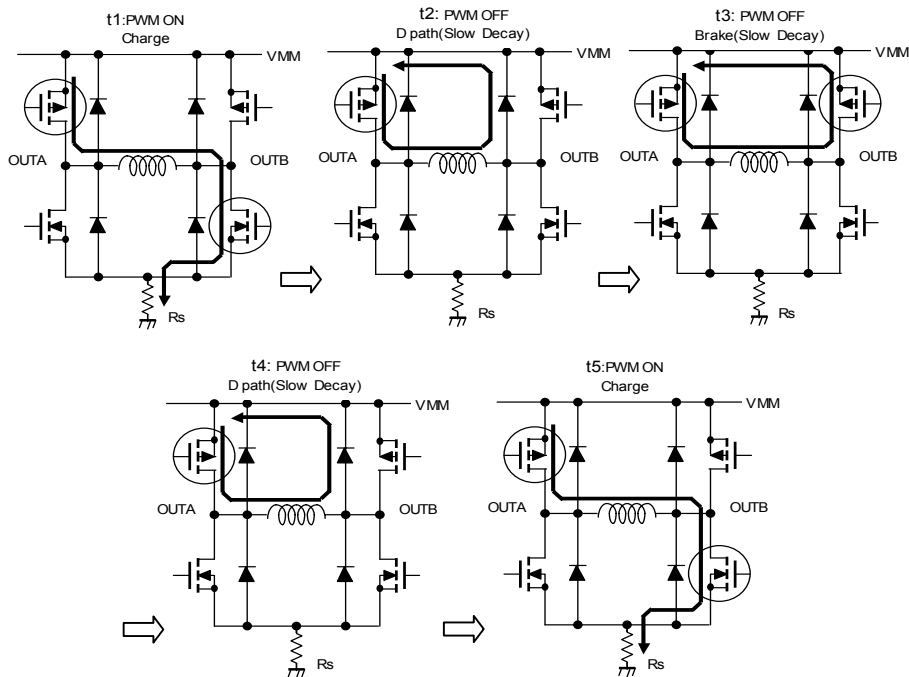 t1:PWM ON
Charge
VMM
OUTA
OUTB
Rs
t2: PWM OFF
D path(Slow Decay)
VMM
OUTA
OUTB
Rs
t3: PWM OFF
Brake(Slow Decay)
VMM
OUTA
OUTB
Rs
t4: PWM OFF
D path(Slow Decay)
VMM
OUTA
OUTB
Rs
t5:PWM ON
Charge
VMM
OUTA
OUTB
Rs